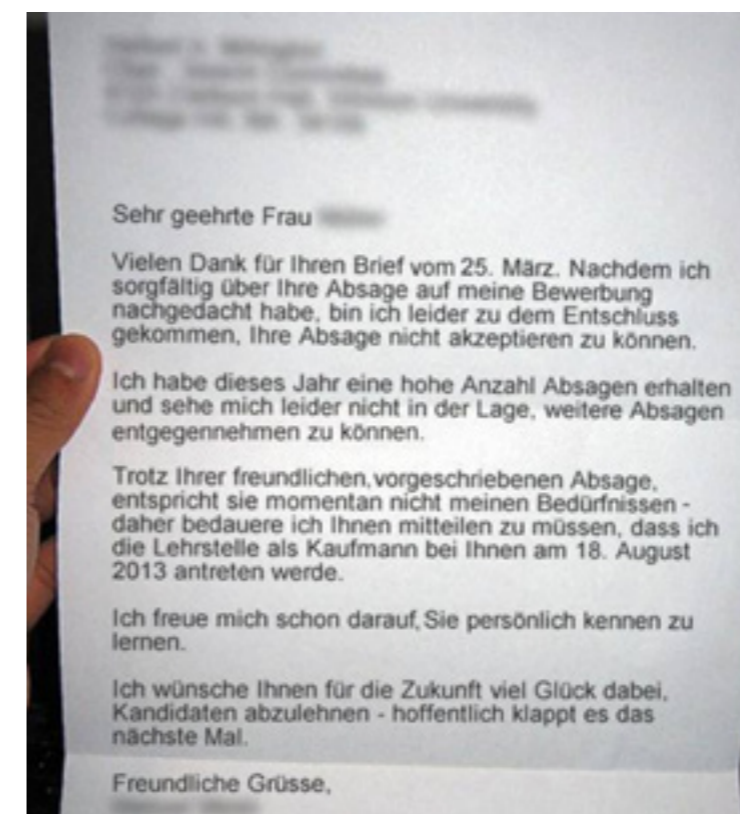 Sehr geehrte Frau
Vielen Dank für Ihren Brief vom 25. März. Nachdem ich
sorgfältig über Ihre Absage auf meine Bewerbung
nachgedacht habe, bin ich leider zu dem Entschluss
gekommen, Ihre Absage nicht akzeptieren zu können.
Ich habe dieses Jahr eine hohe Anzahl Absagen erhalten
und sehe mich leider nicht in der Lage, weitere Absagen
entgegennehmen zu können.
Trotz Ihrer freundlichen, vorgeschriebenen Absage,
entspricht sie momentan nicht meinen Bedürfnissen -
daher bedauere ich Ihnen mitteilen zu müssen, dass ich
die Lehrstelle als Kaufmann bei Ihnen am 18. August
2013 antreten werde.
Ich freue mich schon darauf, Sie persönlich kennen zu
lernen.
Ich wünsche Ihnen für die Zukunft viel Glück dabei,
Kandidaten abzulehnen - hoffentlich klappt es das
nächste Mal.
Freundliche Grüsse,